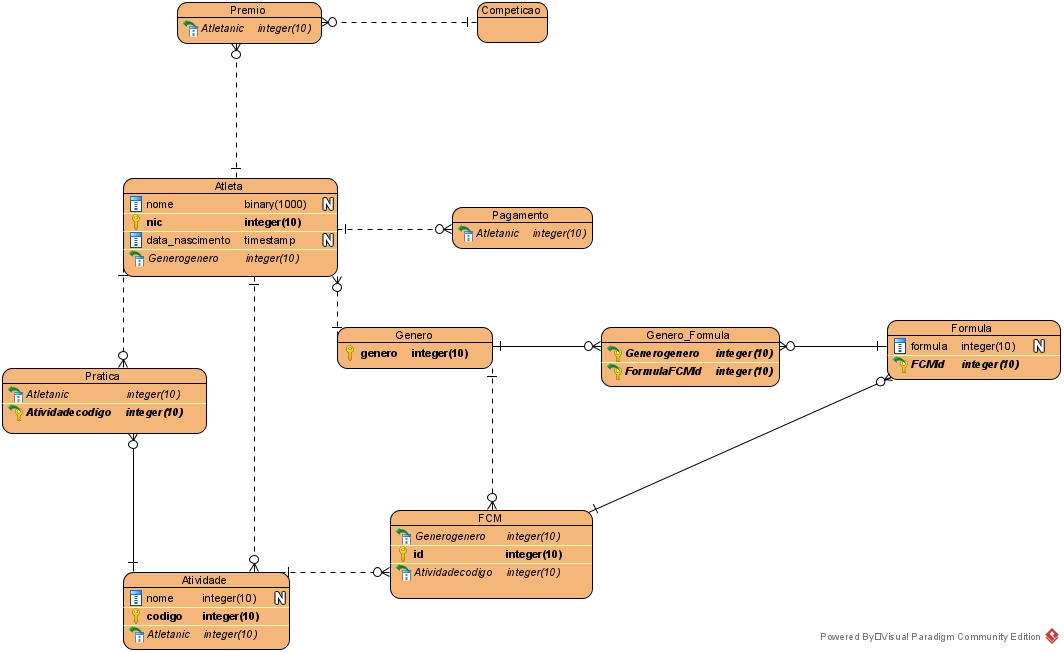 Premio
Atletanic integer(10)
Competicao
Atleta
nome binary(1000) N
nic integer(10)
data_nascimento timestamp N
Generogenero integer(10)
Pagamento
Atletanic integer(10)
Genero
genero integer(10)
Genero_Formula
Generogenero integer(10)
FormulaFCMid integer(10)
Formula
formula integer(10) N
FCMid integer(10)
Pratica
Atletanic integer(10)
Atividadecodigo integer(10)
FCM
Generogenero integer(10)
id integer(10)
Atividadecodigo integer(10)
Atividade
nome integer(10) N
codigo integer(10)
Atletanic integer(10)
Powered By Visual Paradigm Community Edition